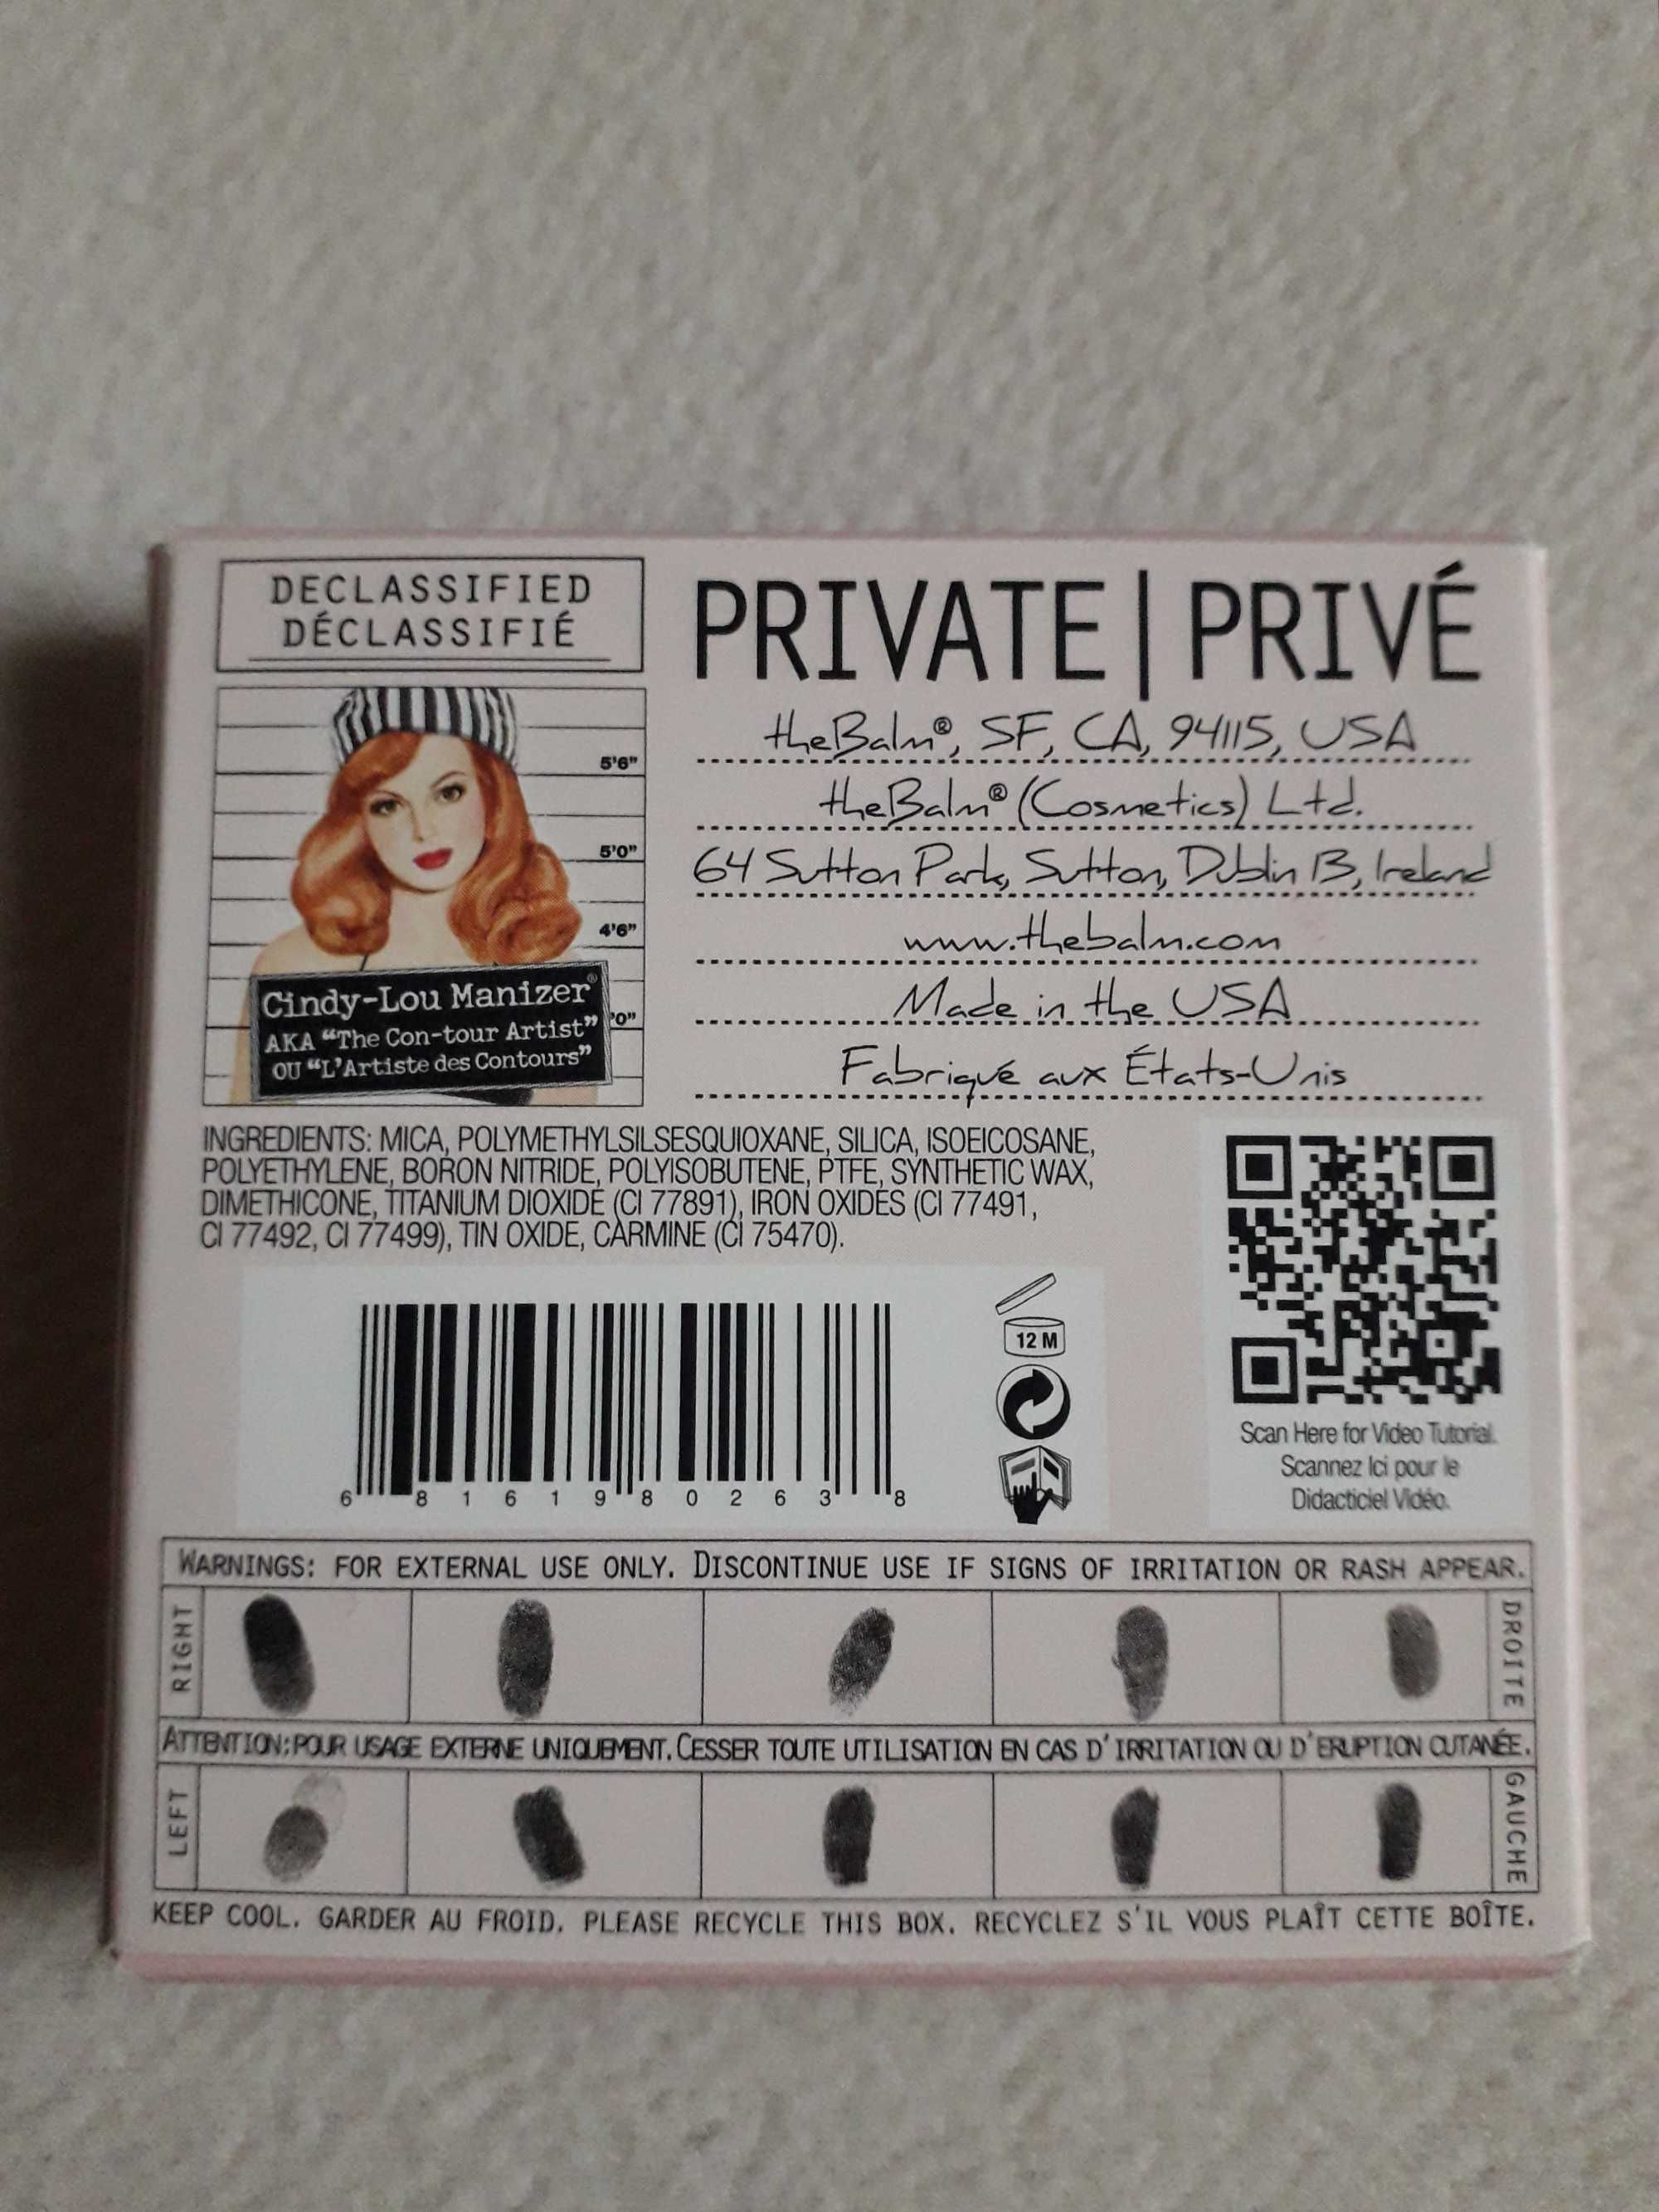 DECLASSIFIED
DÉCLASSIFIÉ
PRIVATE | PRIVÉ
5'6"
5'0"
4'6"
'0"
Cindy-Lou Manizer®
AKA “The Con-tour Artist”
OU “L'Artiste des Contours”
theBalm®, SF, CA, 94115, USA
theBalm® (Cosmetics) Ltd.
64 Sutton Park, Sutton, Dublin 13, Ireland
www.thebalm.com
Made in the USA
Fabriqué aux États-Unis
INGREDIENTS: MICA, POLYMETHYLSILSESQUIOXANE, SILICA, ISOEICOSANE,
POLYETHYLENE, BORON NITRIDE, POLYISOBUTENE, PTFE, SYNTHETIC WAX,
DIMETHICONE, TITANIUM DIOXIDE (CI 77891), IRON OXIDES (CI 77491,
CI 77492, CI 77499), TIN OXIDE, CARMINE (CI 75470).
6 81619 80263 8
12 M
Scan Here for Video Tutorial.
Scannez Ici pour le
Didacticiel Vidéo.
WARNINGS: FOR EXTERNAL USE ONLY. DISCONTINUE USE IF SIGNS OF IRRITATION OR RASH APPEAR.
RIGHT
DROITE
ATTENTION: POUR USAGE EXTERNE UNIQUEMENT. CESSER TOUTE UTILISATION EN CAS D'IRRITATION OU D'ERUPTION CUTANÉE.
LEFT
GAUCHE
KEEP COOL. GARDER AU FROID. PLEASE RECYCLE THIS BOX. RECYCLEZ S'IL VOUS PLAÎT CETTE BOÎTE.